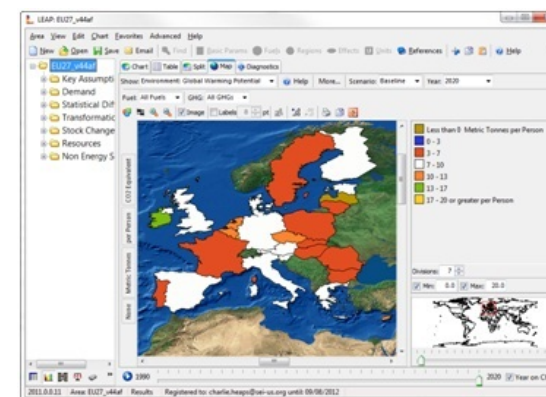 LEAP: EU27_v44af
Area View Edit Chart Favorites Advanced Help
New Open Save Email Find Basic Params Fuels Regions Effects Units References Help
EU27_v44af
Key Assumpti
Demand
Statistical Dif
Transformatic
Stock Change
Resources
Non Energy S
Chart Table Split Map Diagnostics
Show: Environment: Global Warming Potential Help More... Scenario: Baseline Year: 2020
Fuel: All Fuels GHG: All GHGs
Image Labels 0 pt
CO2 Equivalent
per Person
Metric Tonnes
None
Less than 0 Metric Tonnes per Person
0 - 3
3 - 7
7 - 10
10 - 13
13 - 17
17 - 20 or greater per Person
Divisions: 7
Min: 0.0 Max: 20.0
1990
2020 Year on Cl
2011.0.0.11 Area: EU27_v44af Results Registered to: charlie.heaps@sei-us.org until: 09/08/2012